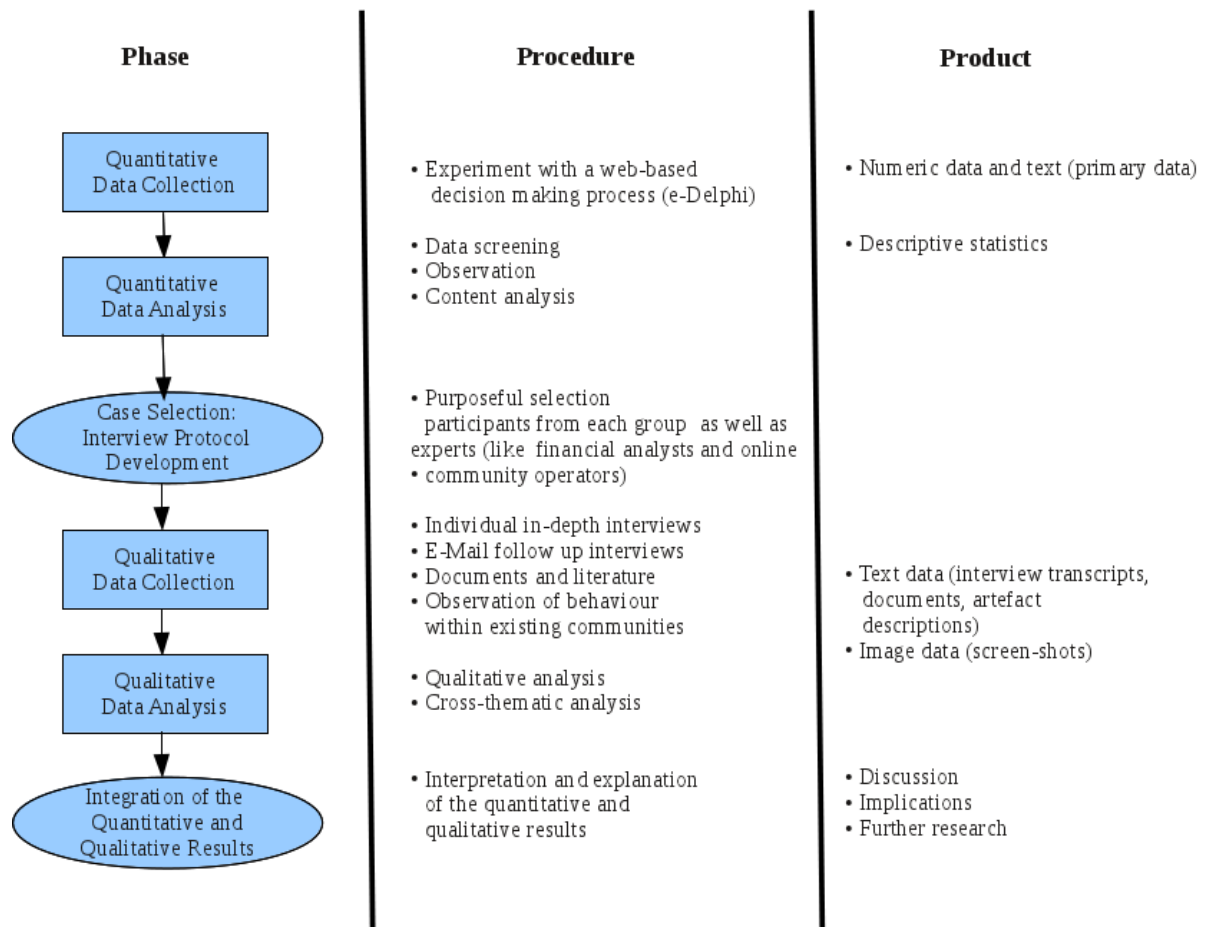 Phase
Procedure
Product
Quantitative
Data Collection
• Experiment with a web-based
decision making process (e-Delphi)
• Numeric data and text (primary data)
Quantitative
Data Analysis
• Data screening
• Observation
• Content analysis
• Descriptive statistics
Case Selection:
Interview Protocol
Development
• Purposeful selection
participants from each group as well as
experts (like financial analysts and online
• community operators)
Qualitative
Data Collection
• Individual in-depth interviews
• E-Mail follow up interviews
• Documents and literature
• Observation of behaviour
within existing communities
• Text data (interview transcripts,
documents, artefact
descriptions)
• Image data (screen-shots)
Qualitative
Data Analysis
• Qualitative analysis
• Cross-thematic analysis
Integration of the
Quantitative and
Qualitative Results
• Interpretation and explanation
of the quantitative and
qualitative results
• Discussion
• Implications
• Further research